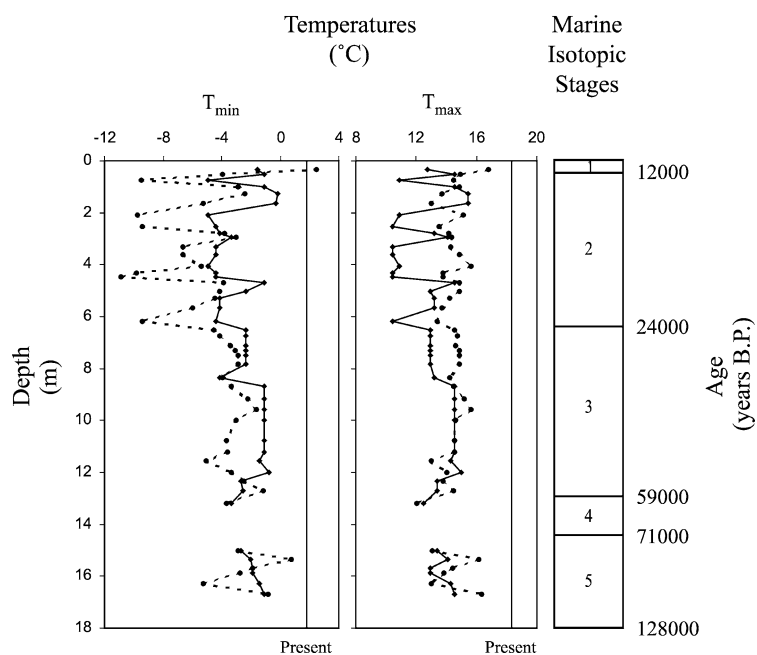 Temperatures
(˚C)
Marine
Isotopic
Stages
Tmin
Tmax
-12 -8 -4 0 4 8 12 16 20
0
1
12000
2
2
4
6
24000
8
3
Depth
(m)
Age
(years B.P.)
10
12
59000
14
4
71000
16
5
18
128000
Present
Present